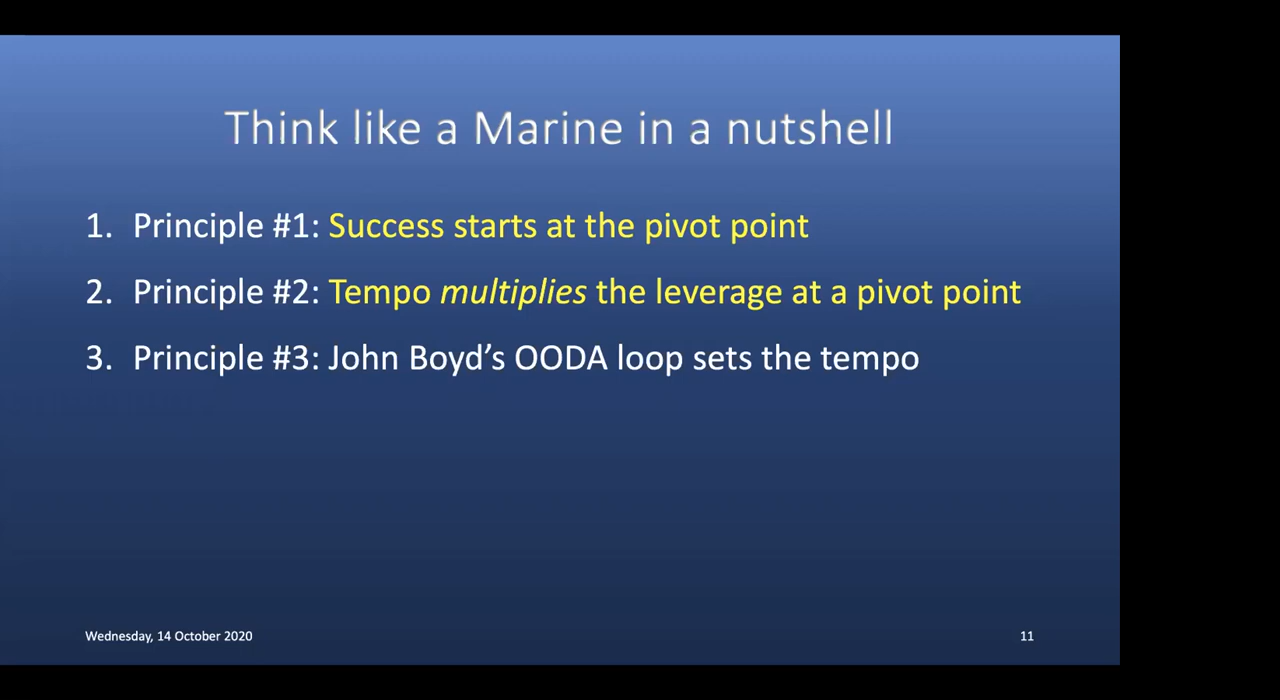 Think like a Marine in a nutshell
1. Principle #1: Success starts at the pivot point
2. Principle #2: Tempo multiplies the leverage at a pivot point
3. Principle #3: John Boyd’s OODA loop sets the tempo
Wednesday, 14 October 2020
11